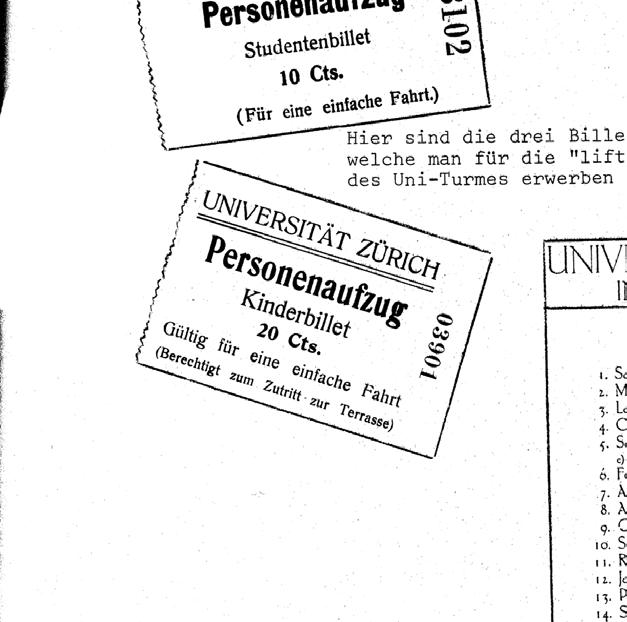 Personenaufzug
Studentenbillet
10 Cts.
(Für eine einfache Fahrt.)
3102
Hier sind die drei Bille
welche man für die "lift
des Uni-Turmes erwerben
UNIVERSITÄT ZÜRICH
Personenaufzug
Kinderbillet
20 Cts.
Gültig für eine einfache Fahrt
(Berechtigt zum Zutritt zur Terrasse)
03901
UNIV
1. S
2. M
3. L
4. C
5. S
c)
6. F
7. A
8. A
9. C
10. S
11. R
12. J
13. P
14. S